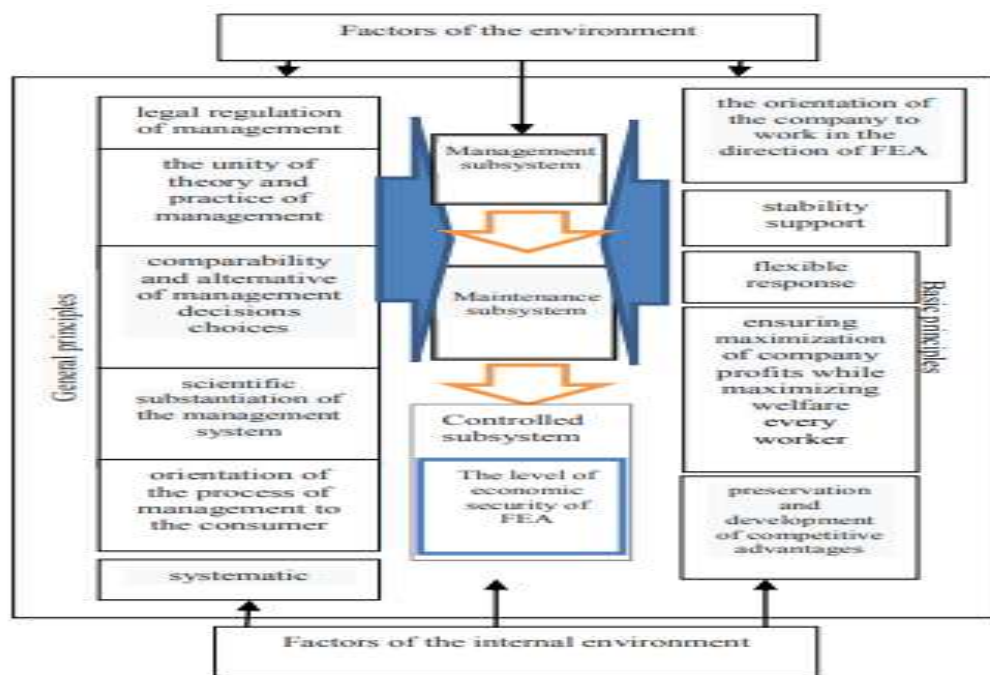 Factors of the environment
General principles
legal regulation
of management
the unity of
theory and
practice of
management
comparability
and alternative
of management
decisions
choices
scientific
substantiation of
the management
system
orientation of
the process of
management to
the consumer
systematic
Management
subsystem
Maintenance
subsystem
Controlled
subsystem
The level of
economic
security of
FEA
the orientation of
the company to
work in the
direction of FEA
stability
support
flexible
response
ensuring
maximization
of company
profits while
maximizing
welfare
every
worker
preservation
and
development
of competitive
advantages
Basic principles
Factors of the internal environment